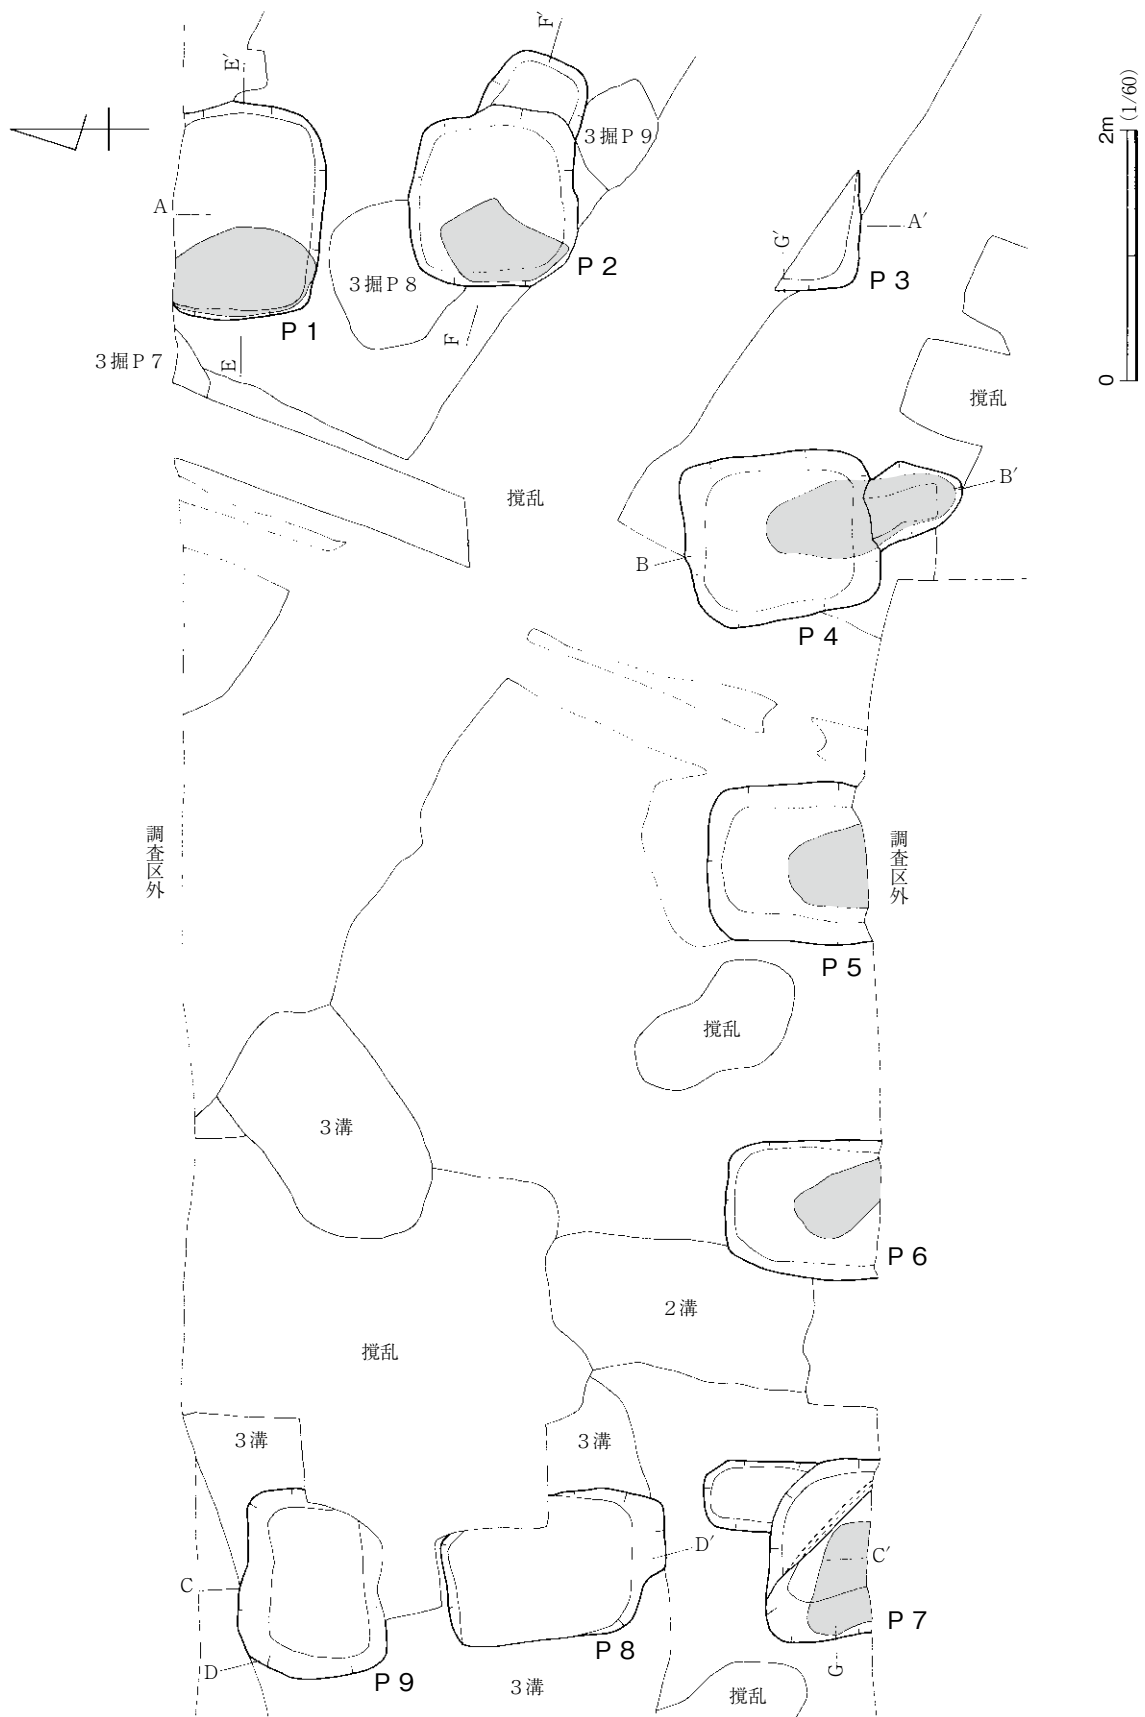 F′
E′
2m
(1/60)
3掘P９
A
A′
G′
P２
P３
3掘P８
P１
F
E
3掘P７
0
攪乱
攪乱
B′
B
P４
調査区外
調査区外
P５
攪乱
3溝
P６
2溝
攪乱
3溝
3溝
D′
C′
C
P７
P８
G
D
P９
3溝
攪乱